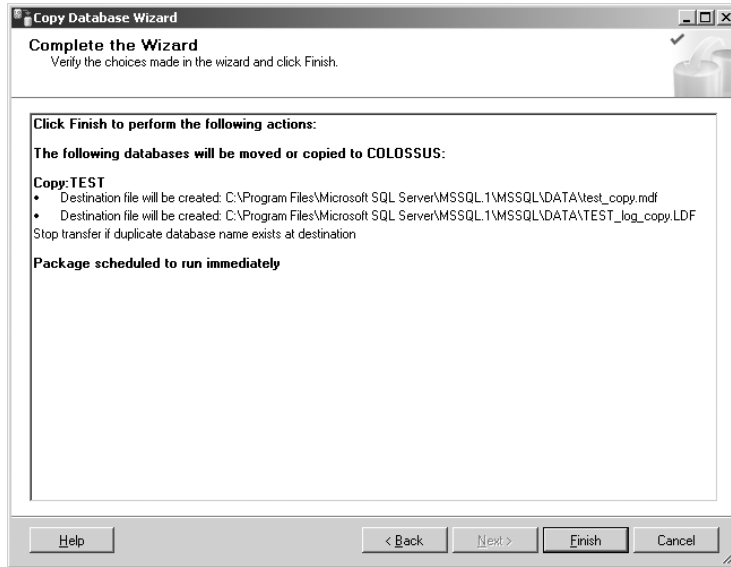 Copy Database Wizard
Complete the Wizard
Verify the choices made in the wizard and click Finish.
Click Finish to perform the following actions:
The following databases will be moved or copied to COLOSSUS:
Copy:TEST
• Destination file will be created: C:\Program Files\Microsoft SQL Server\MSSQL.1\MSSQL\DATA\test_copy.mdf
• Destination file will be created: C:\Program Files\Microsoft SQL Server\MSSQL.1\MSSQL\DATA\TEST_log_copy.LDF
Stop transfer if duplicate database name exists at destination
Package scheduled to run immediately
Help < Back Next > Finish Cancel